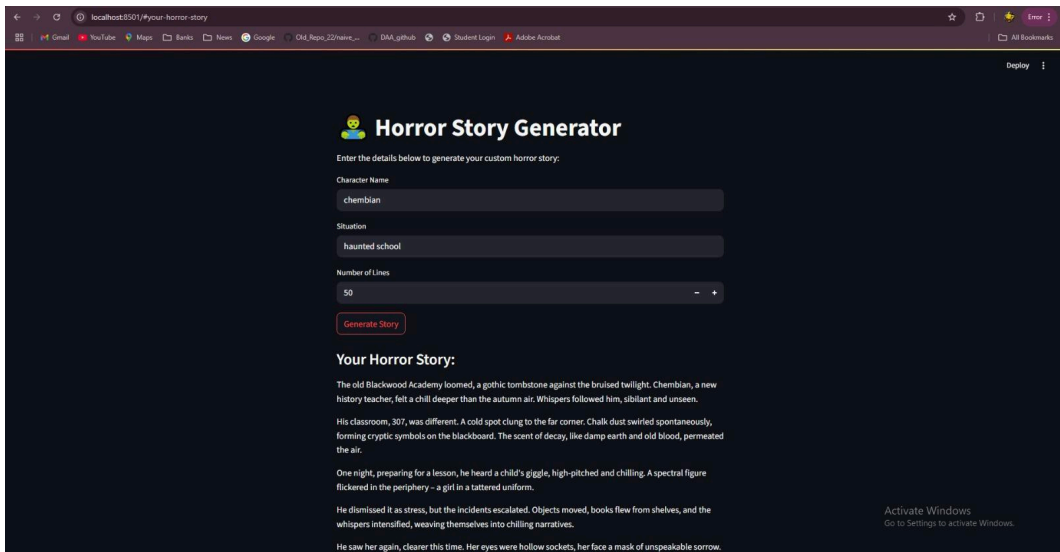 localhost:8501/#your-horror-story
Error
Gmail YouTube Maps Banks News Google Old_Repo_22/naive_... DAA_github Student Login Adobe Acrobat All Bookmarks
Deploy
Horror Story Generator
Enter the details below to generate your custom horror story:
Character Name
chembian
Situation
haunted school
Number of Lines
50
Generate Story
Your Horror Story:
The old Blackwood Academy loomed, a gothic tombstone against the bruised twilight. Chembian, a new
history teacher, felt a chill deeper than the autumn air. Whispers followed him, sibilant and unseen.
His classroom, 307, was different. A cold spot clung to the far corner. Chalk dust swirled spontaneously,
forming cryptic symbols on the blackboard. The scent of decay, like damp earth and old blood, permeated
the air.
One night, preparing for a lesson, he heard a child's giggle, high-pitched and chilling. A spectral figure
flickered in the periphery – a girl in a tattered uniform.
He dismissed it as stress, but the incidents escalated. Objects moved, books flew from shelves, and the
whispers intensified, weaving themselves into chilling narratives.
He saw her again, clearer this time. Her eyes were hollow sockets, her face a mask of unspeakable sorrow.
Activate Windows
Go to Settings to activate Windows.